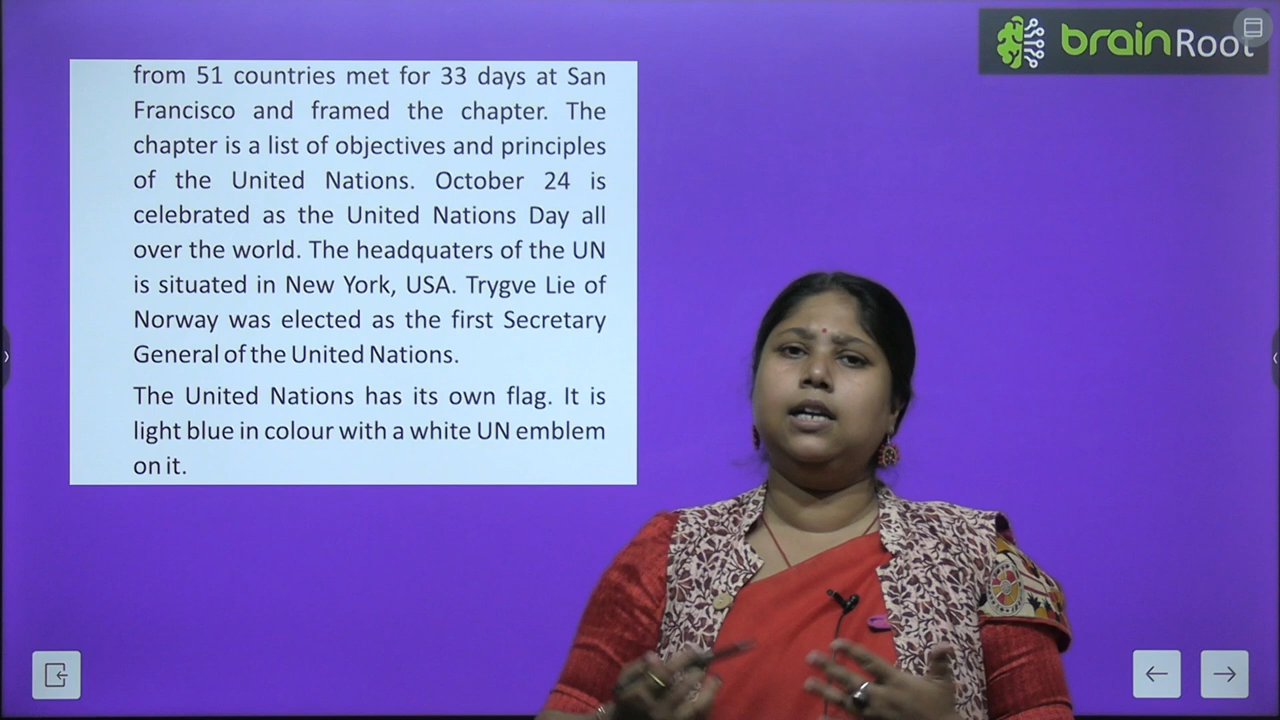 brainRoot
from 51 countries met for 33 days at San
Francisco and framed the chapter. The
chapter is a list of objectives and principles
of the United Nations. October 24 is
celebrated as the United Nations Day all
over the world. The headquaters of the UN
is situated in New York, USA. Trygve Lie of
Norway was elected as the first Secretary
General of the United Nations.
The United Nations has its own flag. It is
light blue in colour with a white UN emblem
on it.